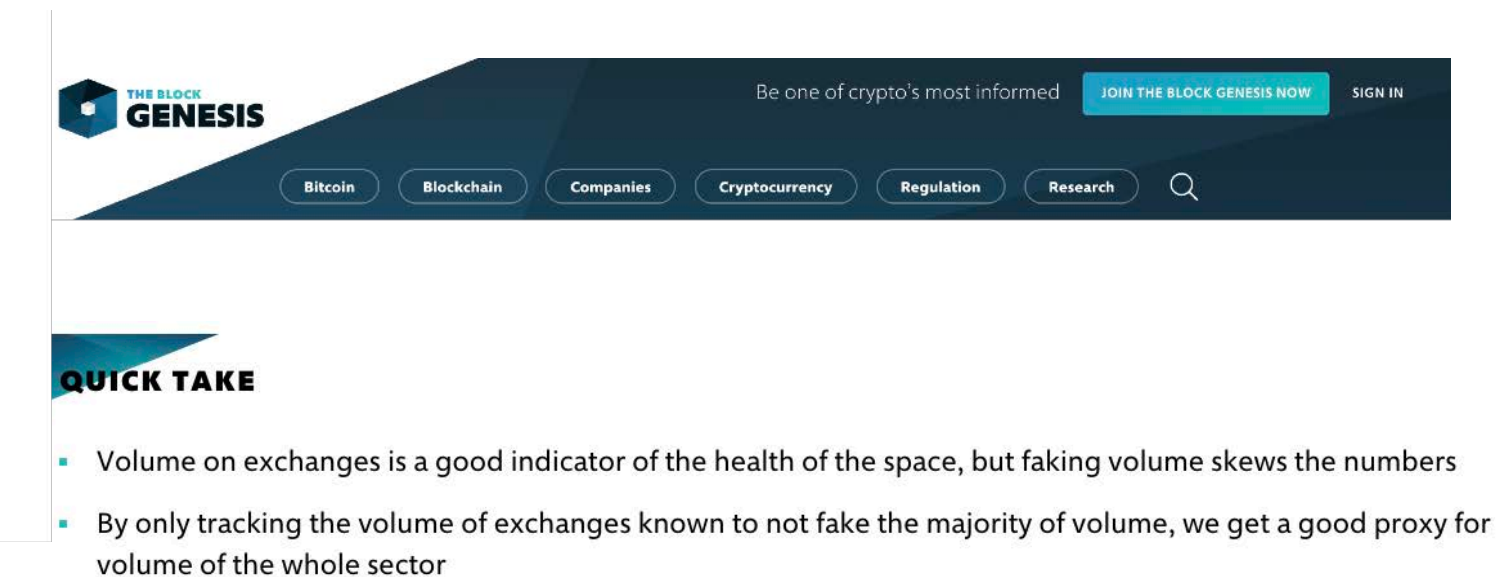 THE BLOCK
GENESIS
Be one of crypto's most informed
JOIN THE BLOCK GENESIS NOW
SIGN IN
Bitcoin
Blockchain
Companies
Cryptocurrency
Regulation
Research
QUICK TAKE
▪ Volume on exchanges is a good indicator of the health of the space, but faking volume skews the numbers
▪ By only tracking the volume of exchanges known to not fake the majority of volume, we get a good proxy for
volume of the whole sector